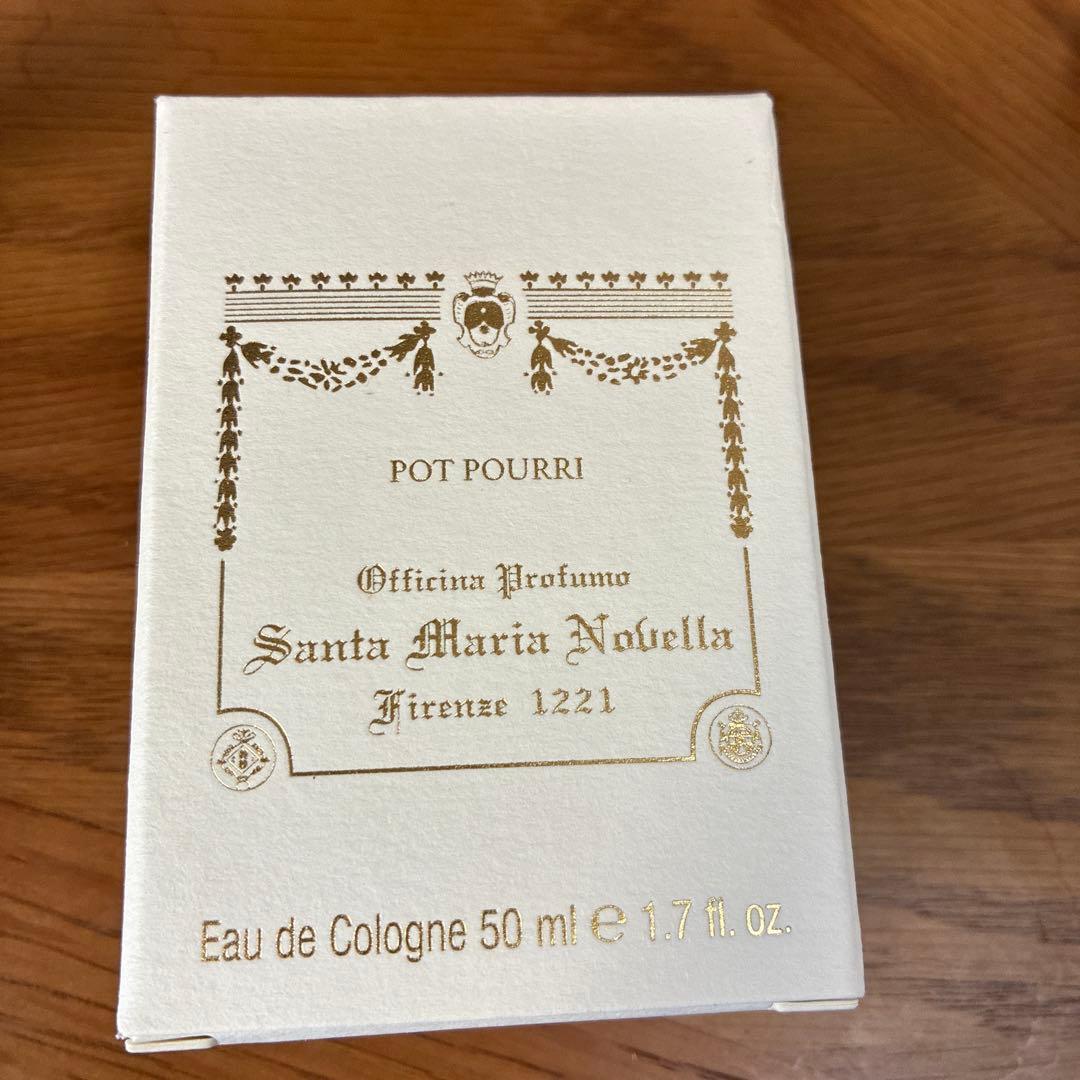 POT POURRI
Officina Profumo
Santa Maria Novella
Firenze 1221
Eau de Cologne 50 ml ℮ 1.7 fl. oz.